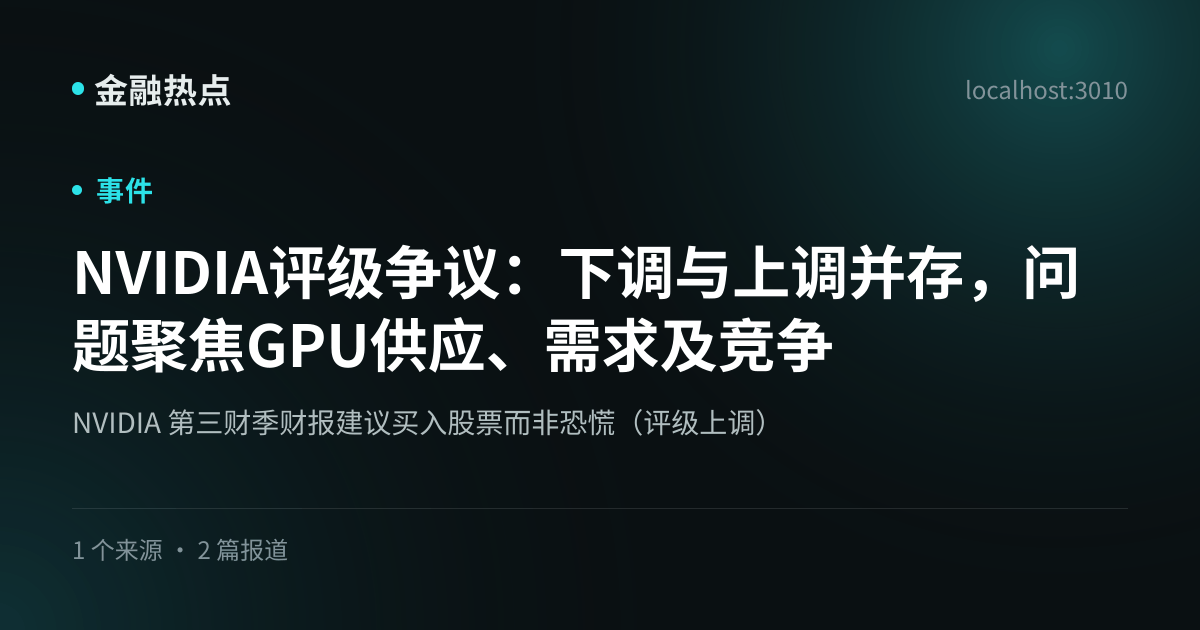 金融热点
localhost:3010
事件
NVIDIA评级争议：下调与上调并存，问
题聚焦GPU供应、需求及竞争
NVIDIA 第三财季财报建议买入股票而非恐慌（评级上调）
1 个来源 · 2 篇报道